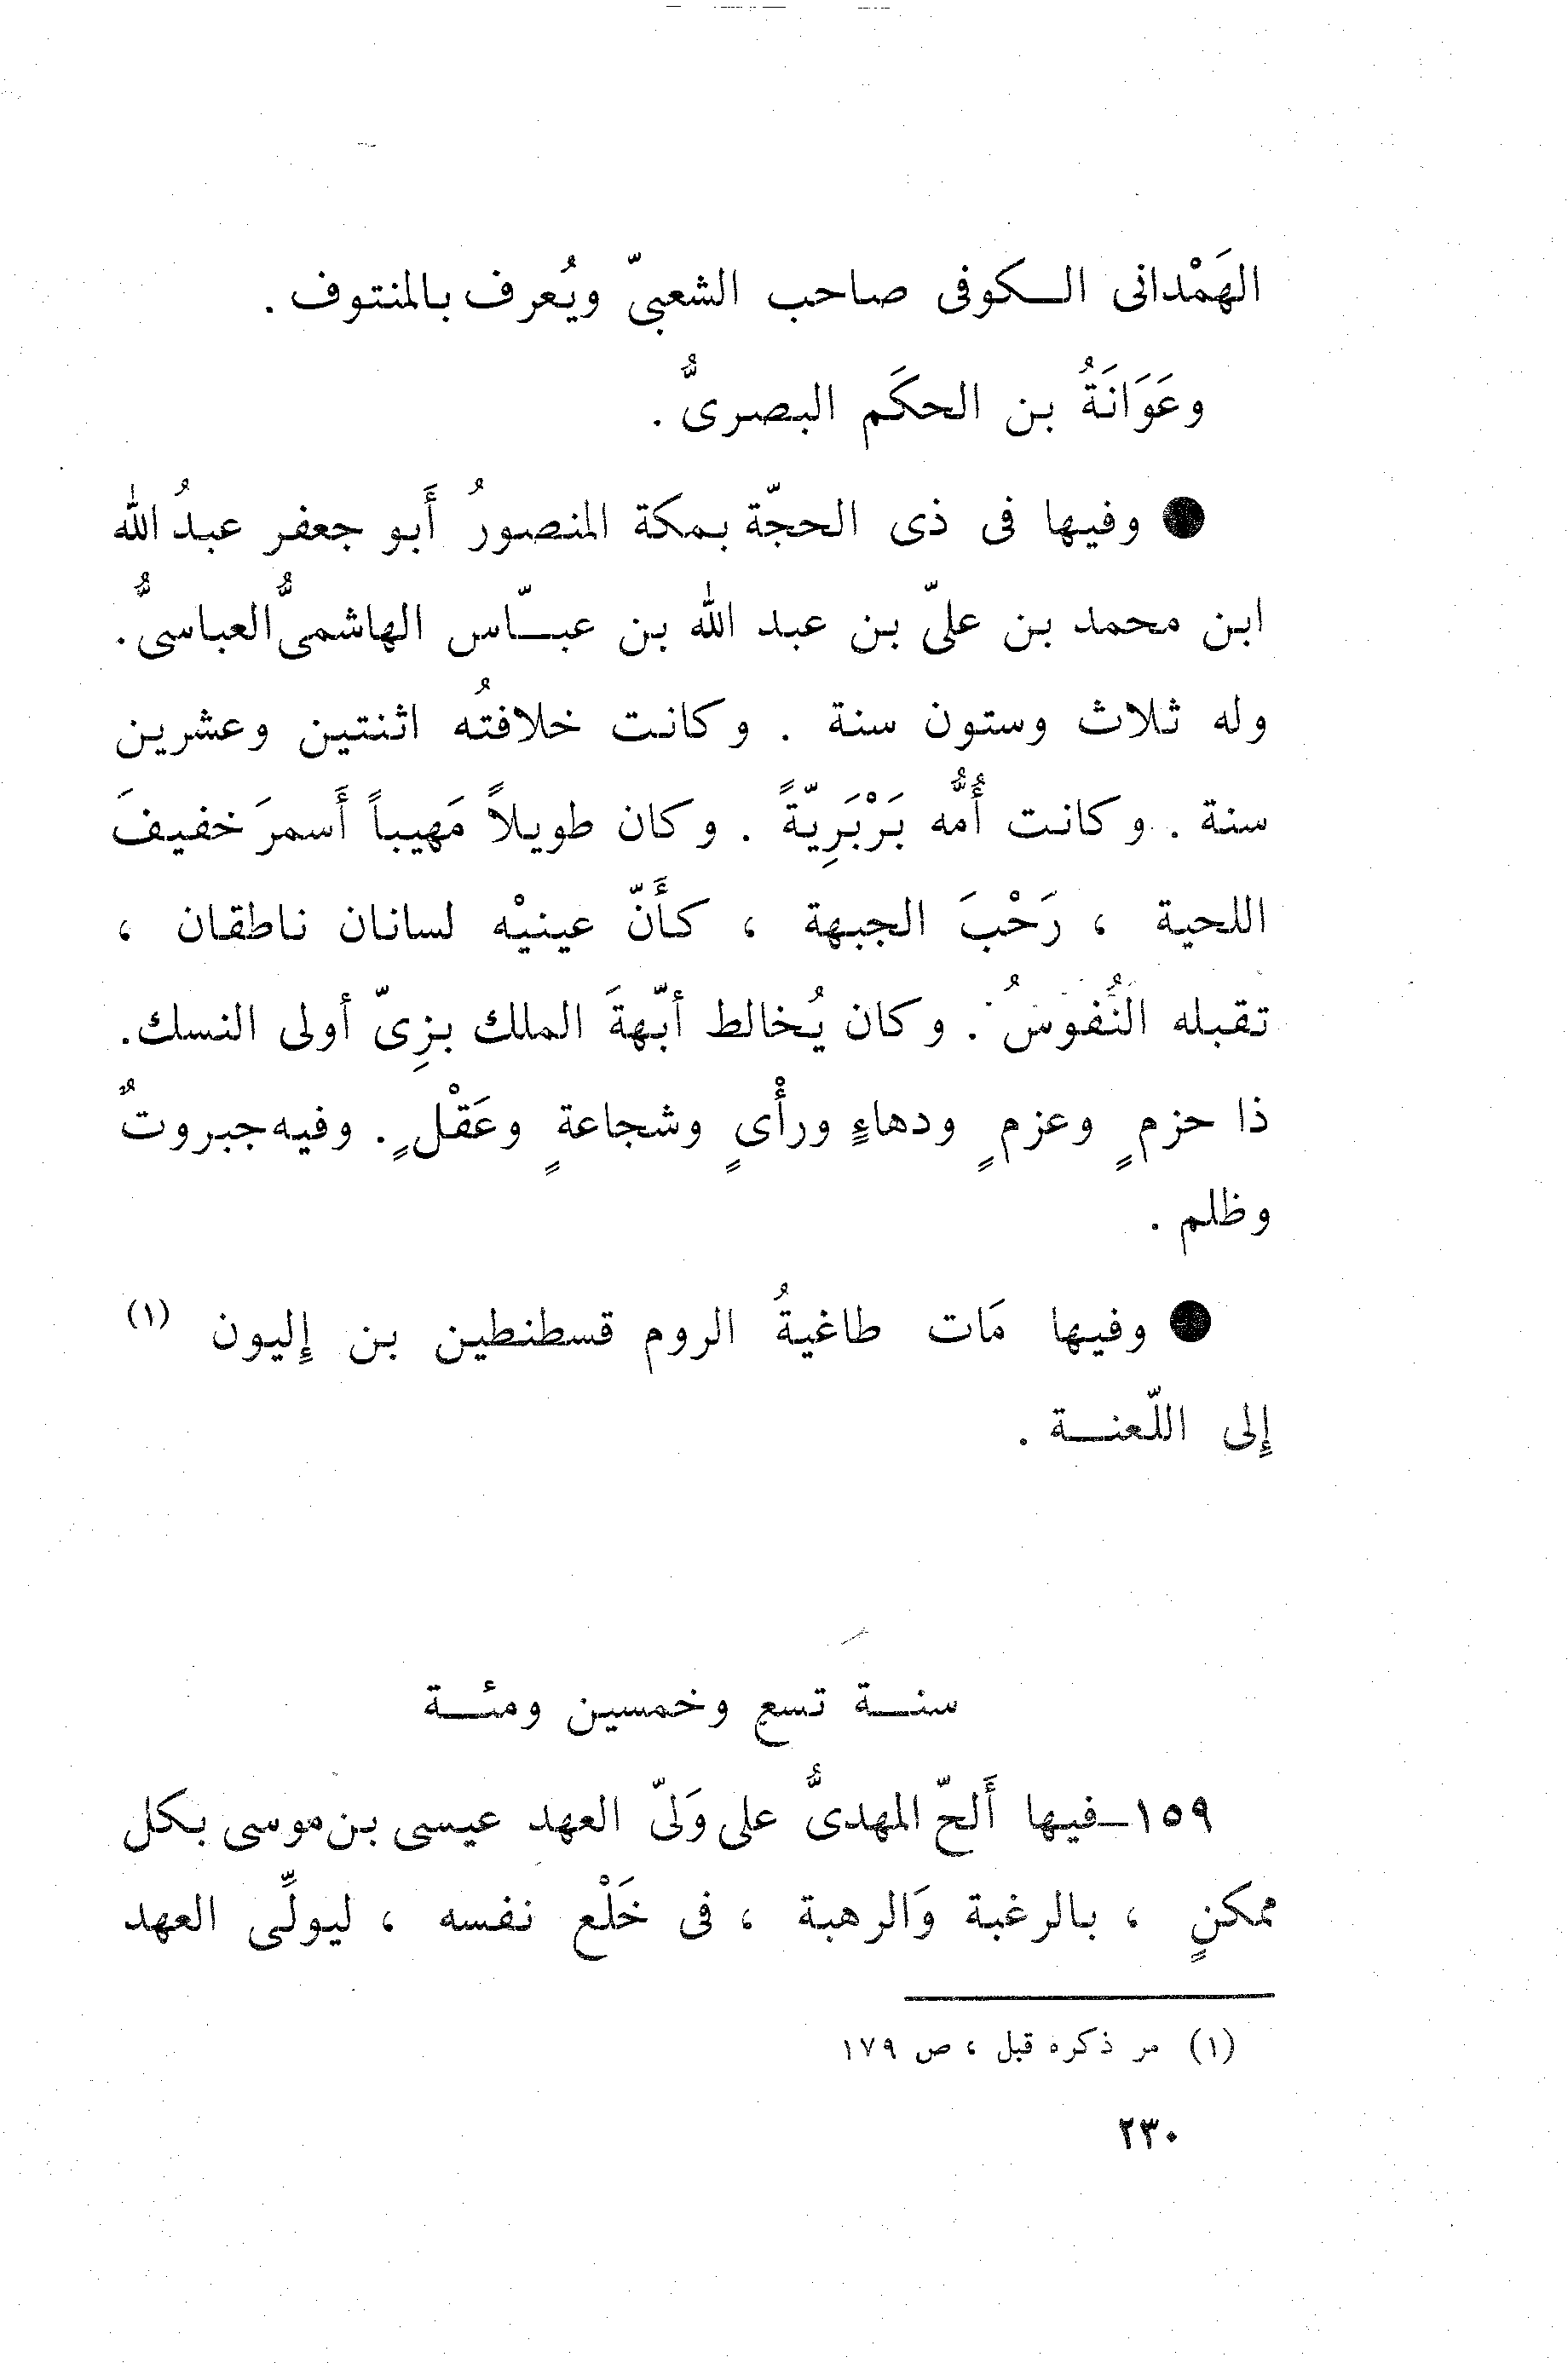 الهَمْدانى الكوفى صاحب الشعبىّ ويُعرف بالمنتوف .
وعَوَانَةُ بن الحكَم البصرىُّ .
● وفيها فى ذى الحجّة بمكة المنصورُ أَبو جعفر عبدُ الله
ابن محمد بن علىّ بن عبد الله بن عبّاس الهاشمىُّ العباسىُّ .
وله ثلاث وستون سنة . وكانت خلافتُه اثنتين وعشرين
سنة . وكانت أُمُّه بَرْبَرِيّةً . وكان طويلاً مَهيباً أَسمرَ خفيفَ
اللحية ، رَحْبَ الجبهة ، كأَنّ عينيْه لسانان ناطقان ،
تقبله النُّفوسُ . وكان يُخالط أبّهةَ الملك بزِىّ أولى النسك .
ذا حزمٍ وعزمٍ ودهاءٍ ورأْىٍ وشجاعةٍ وعَقْلٍ . وفيه جبروتٌ
وظلم .
● وفيها مَات طاغيةُ الروم قسطنطين بن إليون (١)
إلى اللّعنة .
سنة تسع وخمسين ومئة
١٥٩ـ فيها أَلحّ المهدىُّ على وَلىّ العهد عيسى بن موسى بكل
ممكنٍ ، بالرغبة وَالرهبة ، فى خَلْع نفسه ، ليولِّى العهد
(١) مر ذكره قبل ، ص ١٧٩
٢٣٠